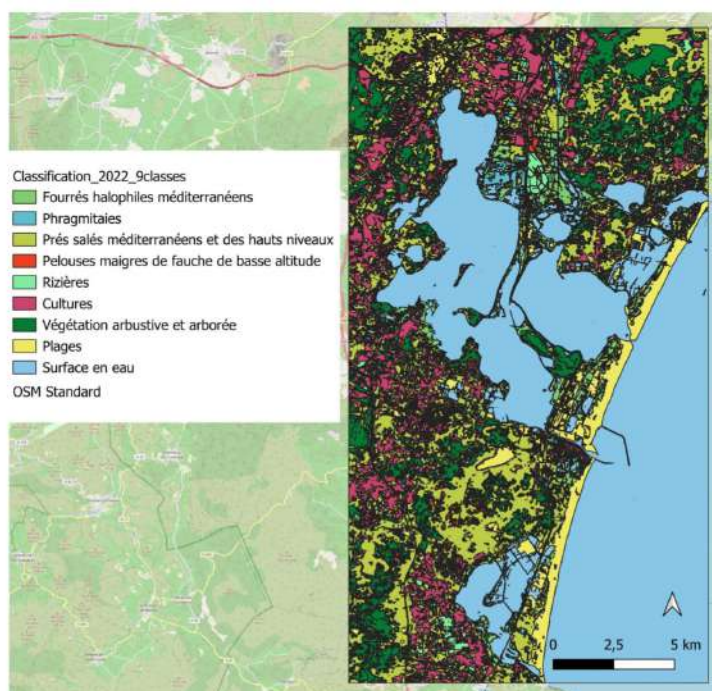 Classification_2022_9classes
Fourrés halophiles méditerranéens
Phragmitaies
Prés salés méditerranéens et des hauts niveaux
Pelouses maigres de fauche de basse altitude
Rizières
Cultures
Végétation arbustive et arborée
Plages
Surface en eau
OSM Standard
0 2,5 5 km